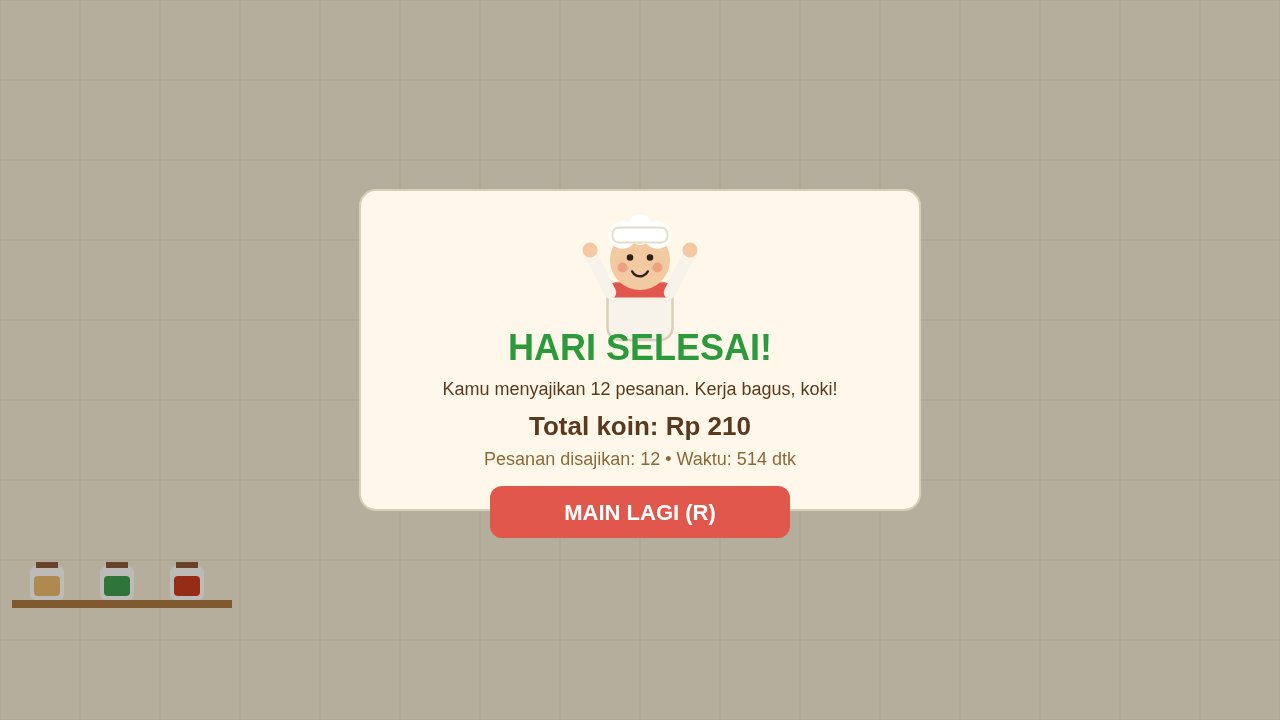 HARI SELESAI!
Kamu menyajikan 12 pesanan. Kerja bagus, koki!
Total koin: Rp 210
Pesanan disajikan: 12 • Waktu: 514 dtk
MAIN LAGI (R)